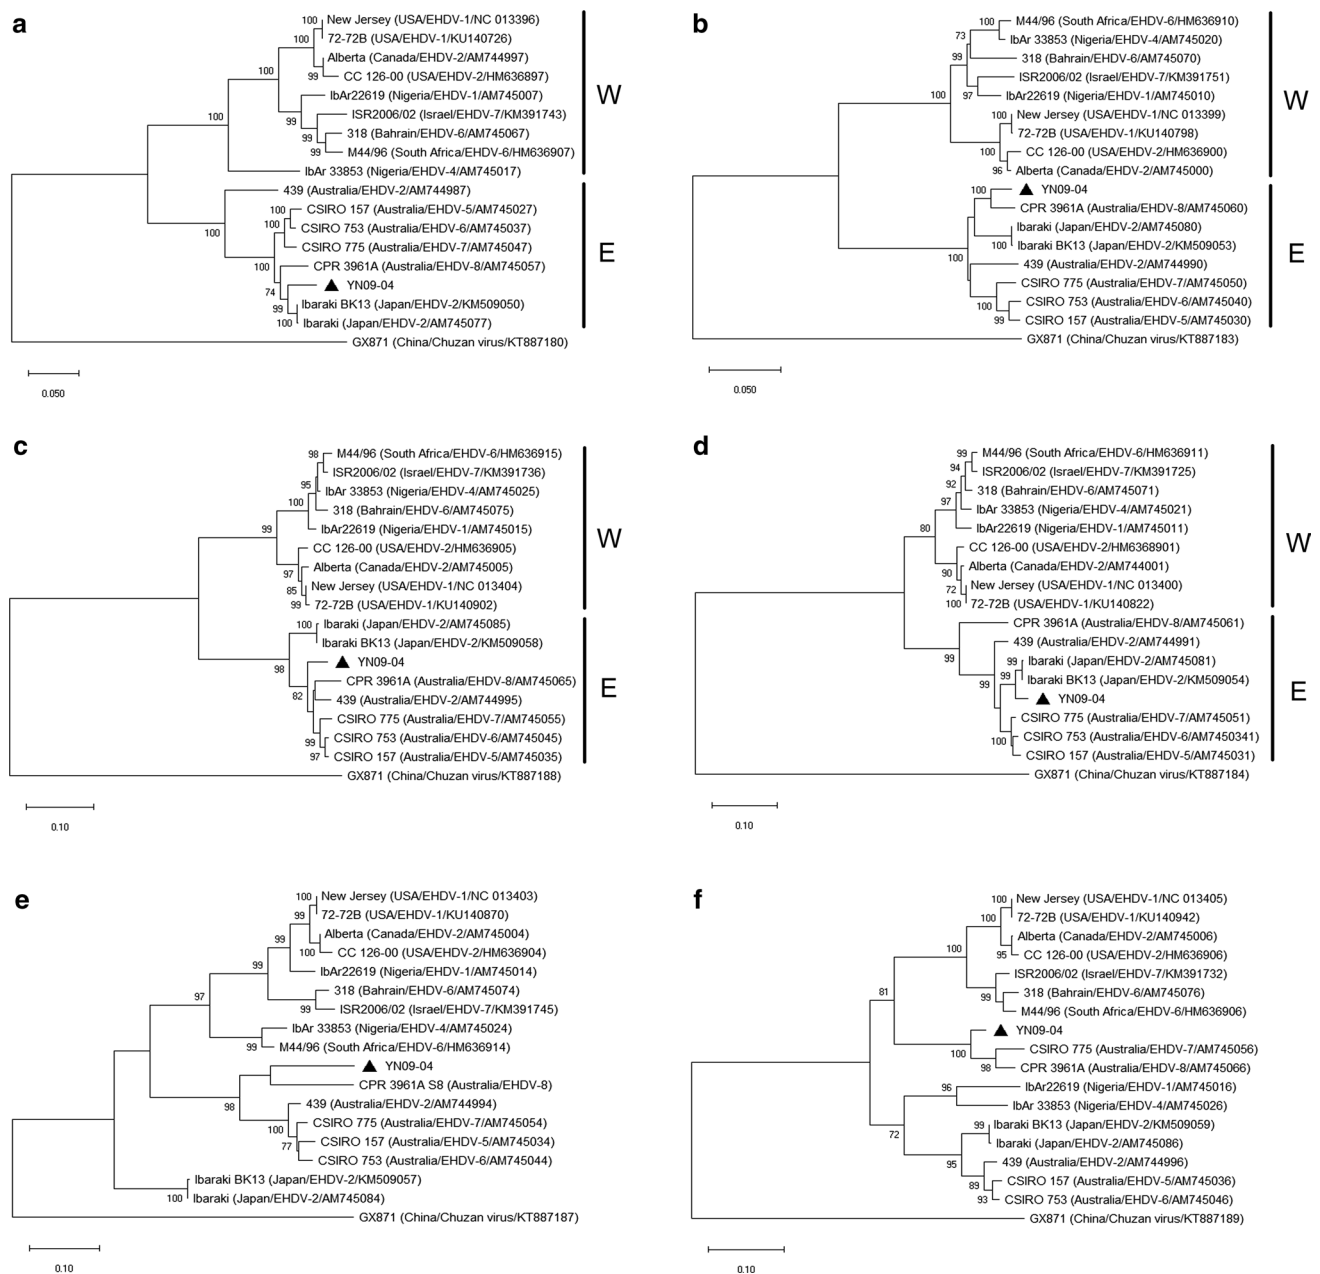 a
100 New Jersey (USA/EHDV-1/NC 013396)
100 72-72B (USA/EHDV-1/KU140726)
Alberta (Canada/EHDV-2/AM744997)
100 99 CC 126-00 (USA/EHDV-2/HM636897)
IbAr22619 (Nigeria/EHDV-1/AM745007)
W
100 99 ISR2006/02 (Israel/EHDV-7/KM391743)
99 318 (Bahrain/EHDV-6/AM745067)
99 M44/96 (South Africa/EHDV-6/HM636907)
IbAr 33853 (Nigeria/EHDV-4/AM745017)
439 (Australia/EHDV-2/AM744987)
100 CSIRO 157 (Australia/EHDV-5/AM745027)
100 100 CSIRO 753 (Australia/EHDV-6/AM745037)
CSIRO 775 (Australia/EHDV-7/AM745047)
E
100 CPR 3961A (Australia/EHDV-8/AM745057)
74 YN09-04
99 Ibaraki BK13 (Japan/EHDV-2/KM509050)
100 Ibaraki (Japan/EHDV-2/AM745077)
GX871 (China/Chuzan virus/KT887180)
0.050
b
100 M44/96 (South Africa/EHDV-6/HM636910)
73 IbAr 33853 (Nigeria/EHDV-4/AM745020)
99 318 (Bahrain/EHDV-6/AM745070)
ISR2006/02 (Israel/EHDV-7/KM391751)
100 97 IbAr22619 (Nigeria/EHDV-1/AM745010)
W
100 New Jersey (USA/EHDV-1/NC 013399)
72-72B (USA/EHDV-1/KU140798)
100 CC 126-00 (USA/EHDV-2/HM636900)
96 Alberta (Canada/EHDV-2/AM745000)
100 YN09-04
CPR 3961A (Australia/EHDV-8/AM745060)
Ibaraki (Japan/EHDV-2/AM745080)
100 Ibaraki BK13 (Japan/EHDV-2/KM509053)
E
100 439 (Australia/EHDV-2/AM744990)
CSIRO 775 (Australia/EHDV-7/AM745050)
100 CSIRO 753 (Australia/EHDV-6/AM745040)
99 CSIRO 157 (Australia/EHDV-5/AM745030)
GX871 (China/Chuzan virus/KT887183)
0.050
c
98 M44/96 (South Africa/EHDV-6/HM636915)
ISR2006/02 (Israel/EHDV-7/KM391736)
95 IbAr 33853 (Nigeria/EHDV-4/AM745025)
100 318 (Bahrain/EHDV-6/AM745075)
99 IbAr22619 (Nigeria/EHDV-1/AM745015)
W
CC 126-00 (USA/EHDV-2/HM636905)
97 Alberta (Canada/EHDV-2/AM745005)
85 New Jersey (USA/EHDV-1/NC 013404)
99 72-72B (USA/EHDV-1/KU140902)
100 Ibaraki (Japan/EHDV-2/AM745085)
Ibaraki BK13 (Japan/EHDV-2/KM509058)
98 YN09-04
CPR 3961A (Australia/EHDV-8/AM745065)
E
82 439 (Australia/EHDV-2/AM744995)
CSIRO 775 (Australia/EHDV-7/AM745055)
99 CSIRO 753 (Australia/EHDV-6/AM745045)
97 CSIRO 157 (Australia/EHDV-5/AM745035)
GX871 (China/Chuzan virus/KT887188)
0.10
d
99 M44/96 (South Africa/EHDV-6/HM636911)
94 ISR2006/02 (Israel/EHDV-7/KM391725)
92 318 (Bahrain/EHDV-6/AM745071)
97 IbAr 33853 (Nigeria/EHDV-4/AM745021)
80 IbAr22619 (Nigeria/EHDV-1/AM745011)
W
CC 126-00 (USA/EHDV-2/HM6368901)
90 Alberta (Canada/EHDV-2/AM744001)
72 New Jersey (USA/EHDV-1/NC 013400)
100 72-72B (USA/EHDV-1/KU140822)
CPR 3961A (Australia/EHDV-8/AM745061)
439 (Australia/EHDV-2/AM744991)
99 99 Ibaraki (Japan/EHDV-2/AM745081)
99 99 Ibaraki BK13 (Japan/EHDV-2/KM509054)
E
YN09-04
CSIRO 775 (Australia/EHDV-7/AM745051)
100 CSIRO 753 (Australia/EHDV-6/AM7450341)
CSIRO 157 (Australia/EHDV-5/AM745031)
GX871 (China/Chuzan virus/KT887184)
0.10
e
100 New Jersey (USA/EHDV-1/NC 013403)
99 72-72B (USA/EHDV-1/KU140870)
99 Alberta (Canada/EHDV-2/AM745004)
100 CC 126-00 (USA/EHDV-2/HM636904)
99 IbAr22619 (Nigeria/EHDV-1/AM745014)
318 (Bahrain/EHDV-6/AM745074)
97 99 ISR2006/02 (Israel/EHDV-7/KM391745)
IbAr 33853 (Nigeria/EHDV-4/AM745024)
99 M44/96 (South Africa/EHDV-6/HM636914)
YN09-04
CPR 3961A S8 (Australia/EHDV-8)
98 439 (Australia/EHDV-2/AM744994)
100 CSIRO 775 (Australia/EHDV-7/AM745054)
77 CSIRO 157 (Australia/EHDV-5/AM745034)
CSIRO 753 (Australia/EHDV-6/AM745044)
Ibaraki BK13 (Japan/EHDV-2/KM509057)
100 Ibaraki (Japan/EHDV-2/AM745084)
GX871 (China/Chuzan virus/KT887187)
0.10
f
100 New Jersey (USA/EHDV-1/NC 013405)
100 72-72B (USA/EHDV-1/KU140942)
Alberta (Canada/EHDV-2/AM745006)
100 95 CC 126-00 (USA/EHDV-2/HM636906)
ISR2006/02 (Israel/EHDV-7/KM391732)
81 99 318 (Bahrain/EHDV-6/AM745076)
M44/96 (South Africa/EHDV-6/HM636906)
YN09-04
100 CSIRO 775 (Australia/EHDV-7/AM745056)
98 CPR 3961A (Australia/EHDV-8/AM745066)
96 IbAr22619 (Nigeria/EHDV-1/AM745016)
IbAr 33853 (Nigeria/EHDV-4/AM745026)
72 99 Ibaraki BK13 (Japan/EHDV-2/KM509059)
Ibaraki (Japan/EHDV-2/AM745086)
95 439 (Australia/EHDV-2/AM744996)
89 CSIRO 157 (Australia/EHDV-5/AM745036)
93 CSIRO 753 (Australia/EHDV-6/AM745046)
GX871 (China/Chuzan virus/KT887189)
0.10